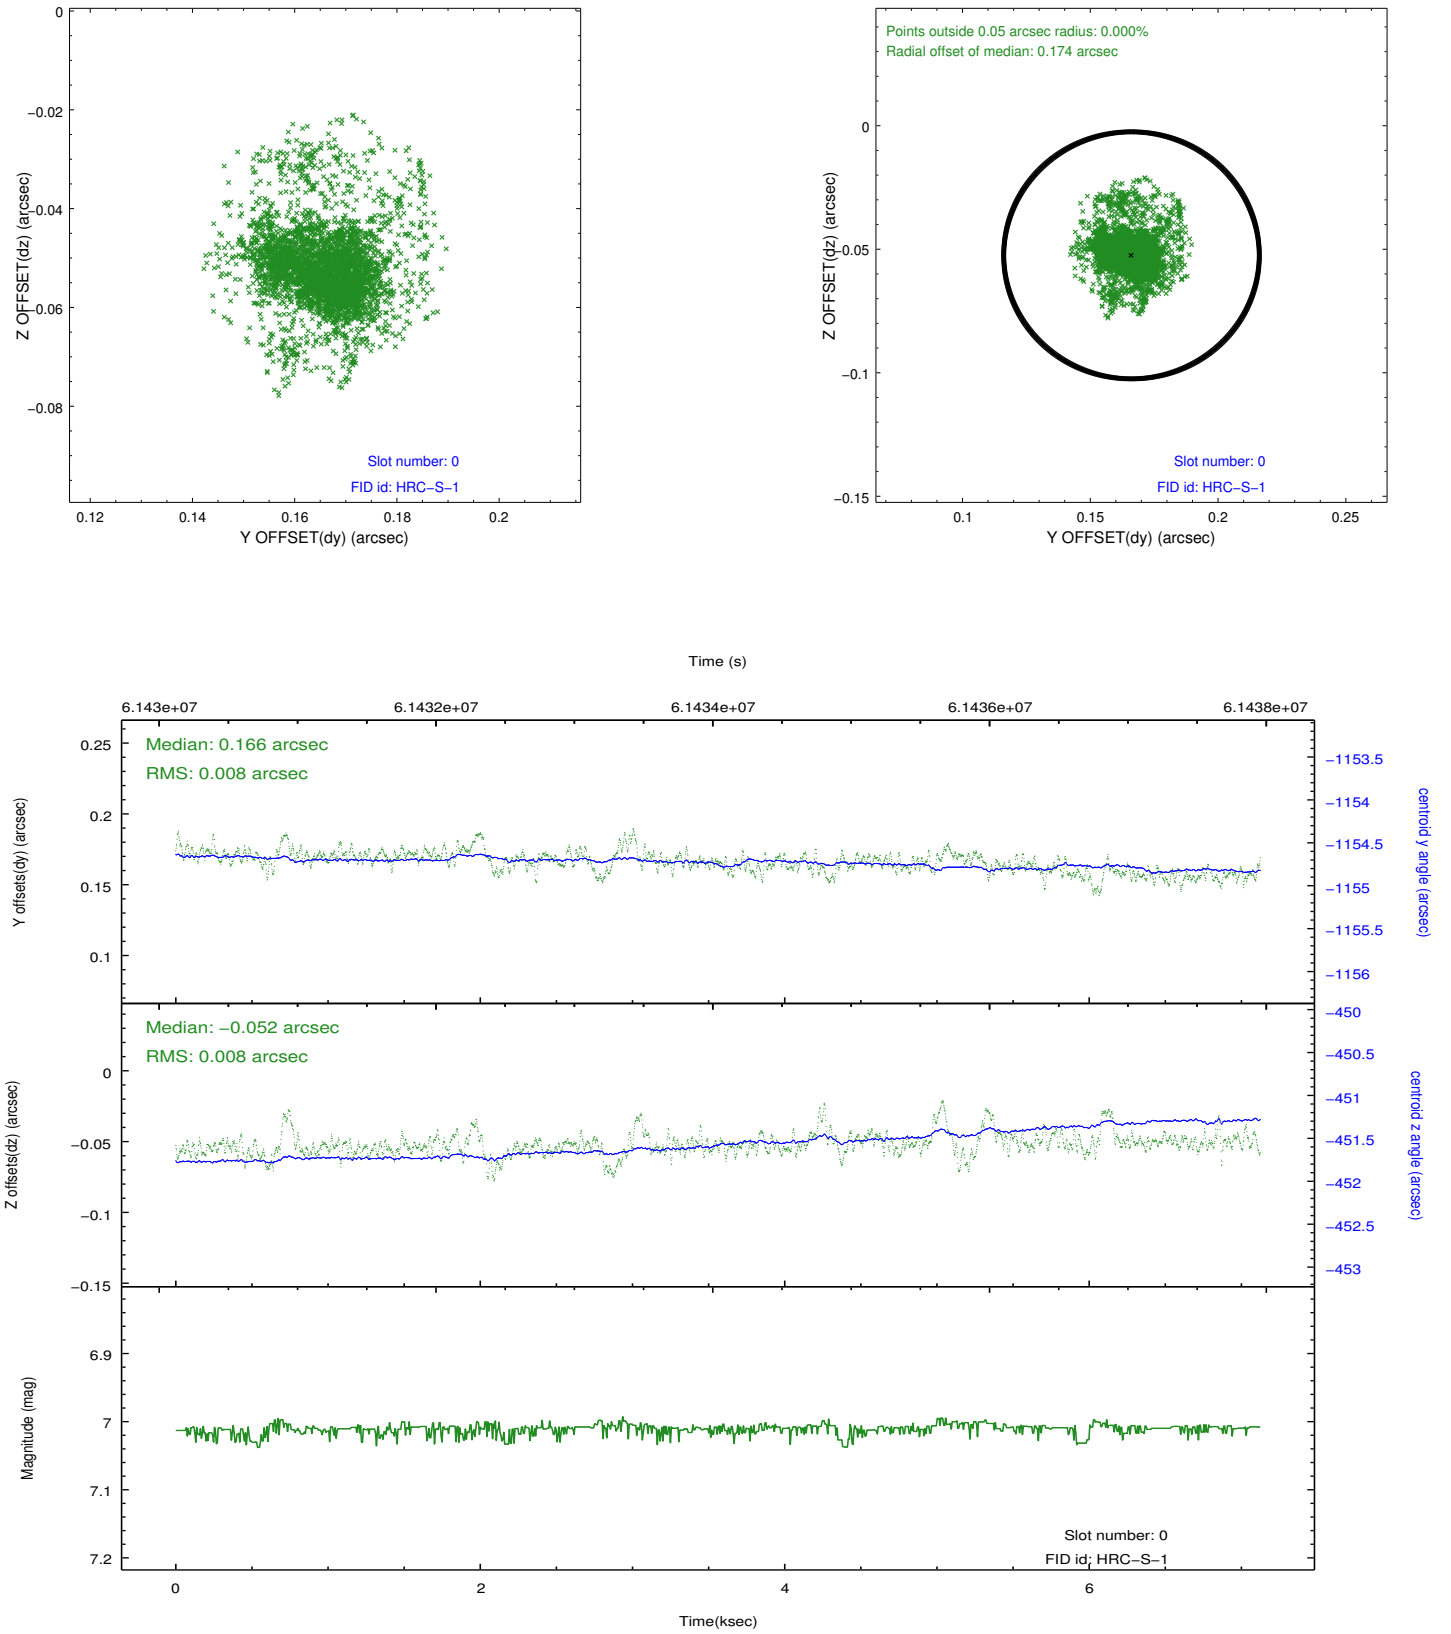 0
−0.02
−0.04
−0.06
−0.08
Z OFFSET(dz) (arcsec)
Slot number: 0
FID id: HRC−S−1
0.12
0.14
0.16
0.18
0.2
Y OFFSET(dy) (arcsec)
Points outside 0.05 arcsec radius: 0.000%
Radial offset of median: 0.174 arcsec
0
−0.05
−0.1
−0.15
Z OFFSET(dz) (arcsec)
Slot number: 0
FID id: HRC−S−1
0.1
0.15
0.2
0.25
Y OFFSET(dy) (arcsec)
Time (s)
6.143e+07
6.1432e+07
6.1434e+07
6.1436e+07
6.1438e+07
Median: 0.166 arcsec
RMS: 0.008 arcsec
0.25
0.2
0.15
0.1
Y offsets(dy) (arcsec)
−1153.5
−1154
−1154.5
−1155
−1155.5
−1156
centroid y angle (arcsec)
Median: −0.052 arcsec
RMS: 0.008 arcsec
0
−0.05
−0.1
−0.15
Z offsets(dz) (arcsec)
−450
−450.5
−451
−451.5
−452
−452.5
−453
centroid z angle (arcsec)
6.9
7
7.1
7.2
Magnitude (mag)
Slot number: 0
FID id: HRC−S−1
0
2
4
6
Time(ksec)